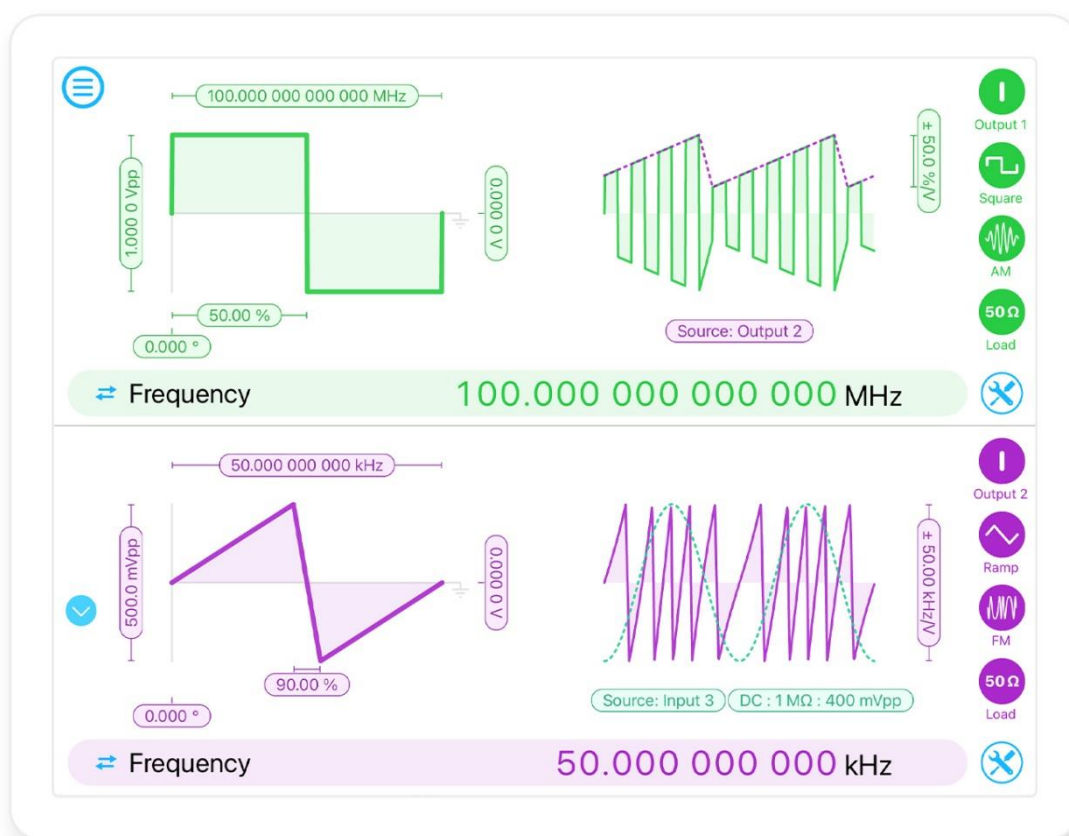 100.000 000 000 000 MHz
1.000 0 Vpp
0.000 0 V
50.00 %
0.000 °
± 50.0 %/V
Source: Output 2
Output 1
Square
AM
50 Ω
Load
Frequency 100.000 000 000 000 MHz
50.000 000 000 kHz
500.0 mVpp
0.000 0 V
90.00 %
0.000 °
± 50.00 kHz/V
Source: Input 3 DC : 1 MΩ : 400 mVpp
Output 2
Ramp
FM
50 Ω
Load
Frequency 50.000 000 000 kHz